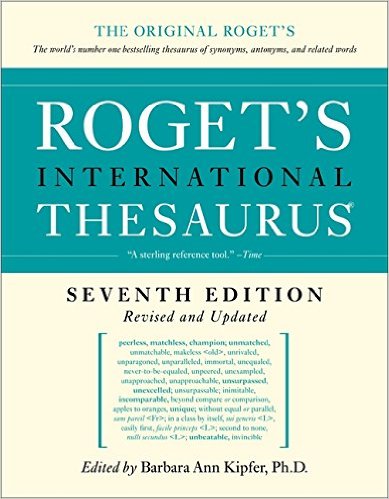 THE ORIGINAL ROGET'S
The world's number one bestselling thesaurus of synonyms, antonyms, and related words
ROGET'S
INTERNATIONAL
THESAURUS®
"A sterling reference tool." –Time
SEVENTH EDITION
Revised and Updated
peerless, matchless, champion; unmatched,
unmatchable, makeless <old>, unrivaled,
unparagoned, unparalleled, immortal, unequaled,
never-to-be-equaled, unpeered, unexampled,
unapproached, unapproachable, unsurpassed,
unexcelled; unsurpassable; inimitable,
incomparable, beyond compare or comparison,
apples to oranges, unique; without equal or parallel,
sans pareil <Fr>; in a class by itself, sui generis <L>,
easily first, facile princeps <L>; second to none,
nulli secundus <L>; unbeatable, invincible
Edited by Barbara Ann Kipfer, Ph.D.